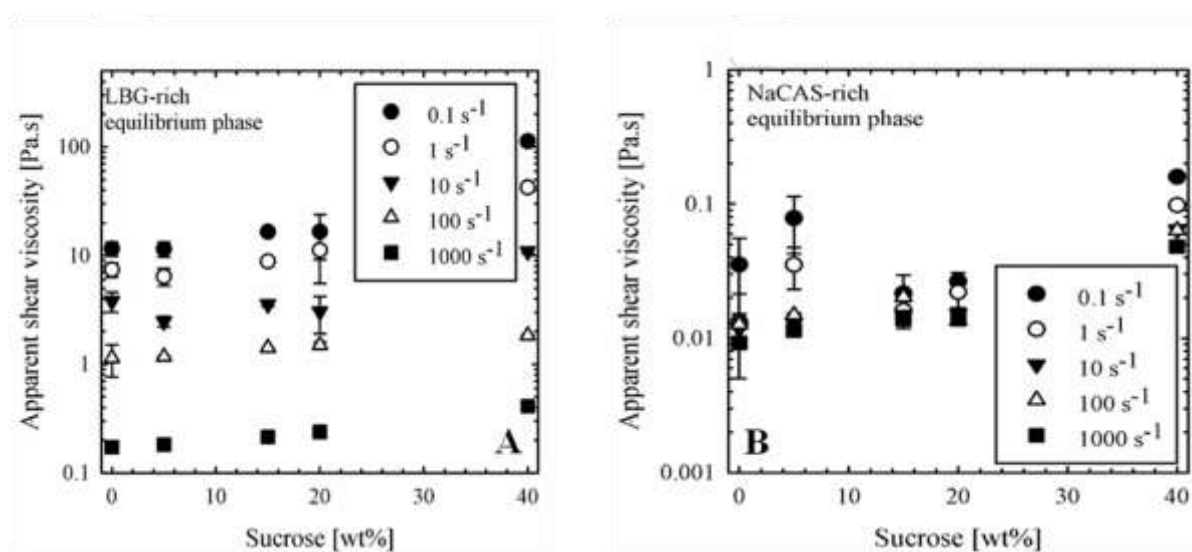 LBG-rich
equilibrium phase
0.1 s-1
1 s-1
10 s-1
100 s-1
1000 s-1
A
100
10
1
0.1
0 10 20 30 40
Apparent shear viscosity [Pa.s]
Sucrose [wt%]
NaCAS-rich
equilibrium phase
0.1 s-1
1 s-1
10 s-1
100 s-1
1000 s-1
B
1
0.1
0.01
0.001
0 10 20 30 40
Apparent shear viscosity [Pa.s]
Sucrose [wt%]